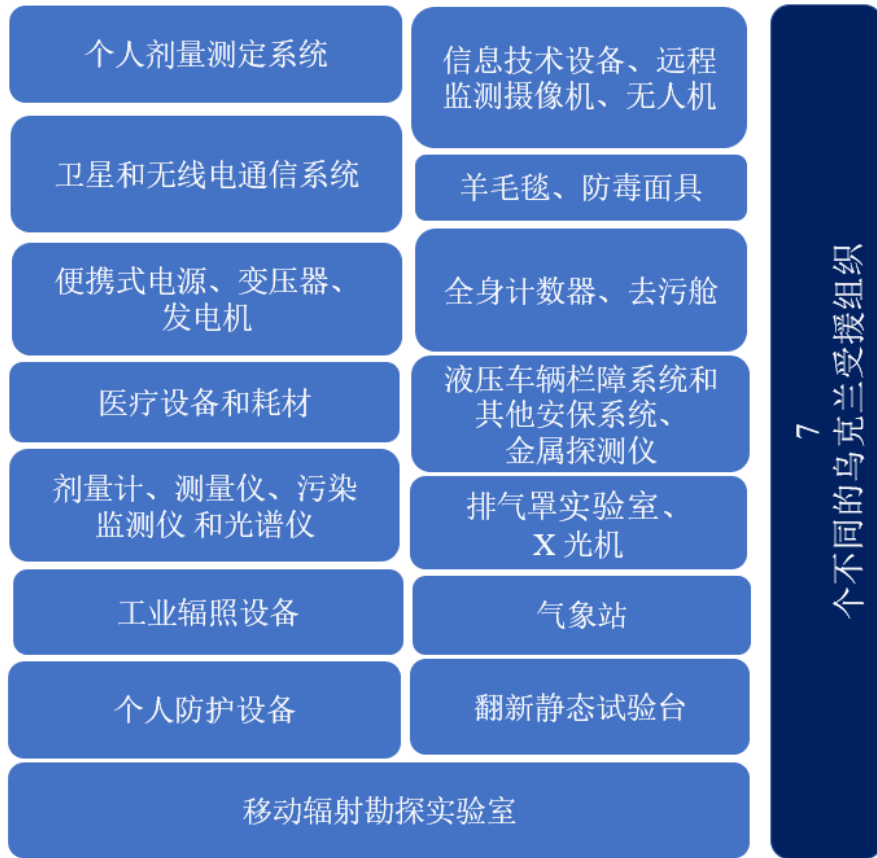 个人剂量测定系统
卫星和无线电通信系统
便携式电源、变压器、
发电机
医疗设备和耗材
剂量计、测量仪、污染
监测仪 和光谱仪
工业辐照设备
个人防护设备
信息技术设备、远程
监测摄像机、无人机
羊毛毯、防毒面具
全身计数器、去污舱
液压车辆栏障系统和
其他安保系统、
金属探测仪
排气罩实验室、
X 光机
气象站
翻新静态试验台
移动辐射勘探实验室
7
个不同的乌克兰受援组织